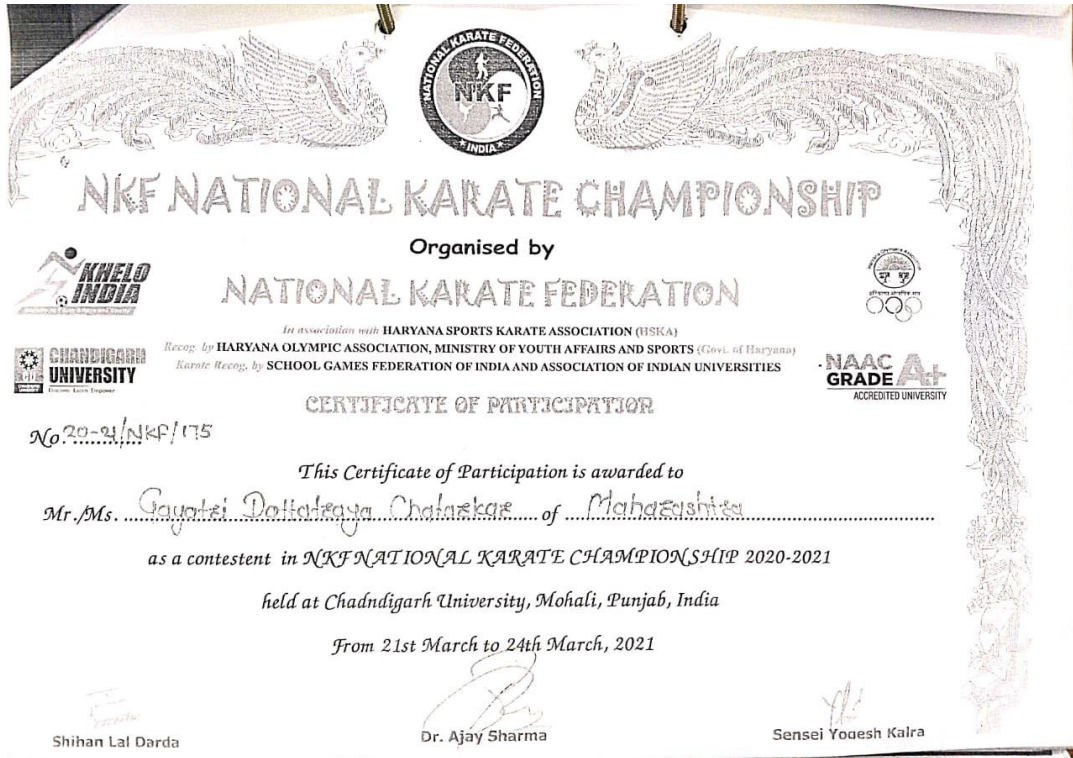 NATIONAL KARATE FEDERATION
NKF
INDIA
NKF NATIONAL KARATE CHAMPIONSHIP
Organised by
KHELO
INDIA
NATIONAL KARATE FEDERATION
In association with HARYANA SPORTS KARATE ASSOCIATION (HSKA)
Recog. by HARYANA OLYMPIC ASSOCIATION, MINISTRY OF YOUTH AFFAIRS AND SPORTS (Govt. of Haryana)
Karate Recog. by SCHOOL GAMES FEDERATION OF INDIA AND ASSOCIATION OF INDIAN UNIVERSITIES
CHANDIGARH
UNIVERSITY
Discover. Learn. Empower.
NAAC
GRADE A+
ACCREDITED UNIVERSITY
CERTIFICATE OF PARTICIPATION
No. 20-21/NKF/175
This Certificate of Participation is awarded to
Mr./Ms. Gayatri Dattatraya Chalnekar of Maharashtra
as a contestent in NKF NATIONAL KARATE CHAMPIONSHIP 2020-2021
held at Chadndigarh University, Mohali, Punjab, India
From 21st March to 24th March, 2021
Shihan Lal Darda
Dr. Ajay Sharma
Sensei Yogesh Kalra